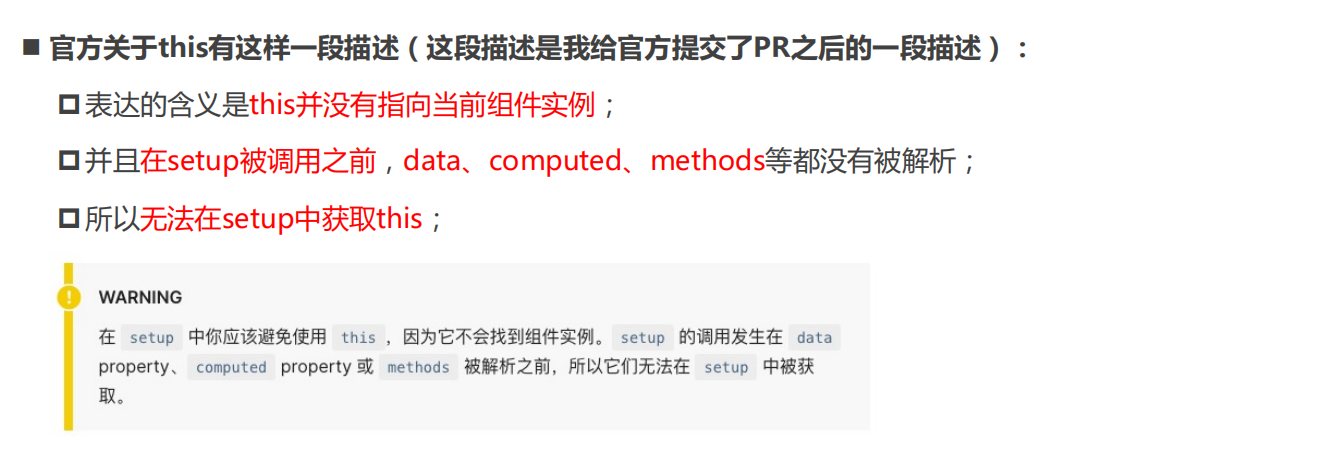 官方关于this有这样一段描述（这段描述是我给官方提交了PR之后的一段描述）：
表达的含义是this并没有指向当前组件实例；
并且在setup被调用之前，data、computed、methods等都没有被解析；
所以无法在setup中获取this；
WARNING
在 setup 中你应该避免使用 this，因为它不会找到组件实例。setup 的调用发生在 data
property、computed property 或 methods 被解析之前，所以它们无法在 setup 中被获
取。